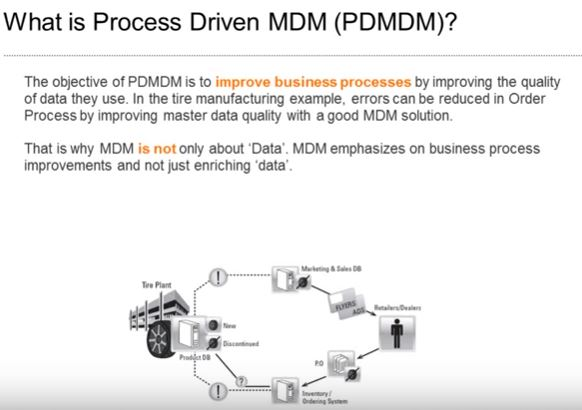 What is Process Driven MDM (PDMDM)?
The objective of PDMDM is to improve business processes by improving the quality
of data they use. In the tire manufacturing example, errors can be reduced in Order
Process by improving master data quality with a good MDM solution.
That is why MDM is not only about ‘Data’. MDM emphasizes on business process
improvements and not just enriching ‘data’.
Marketing & Sales DB
Tire Plant
!
FLYERS
ADS
Retailers/Dealers
New
Discontinued
Product DB
P.O
?
!
Inventory/
Ordering System